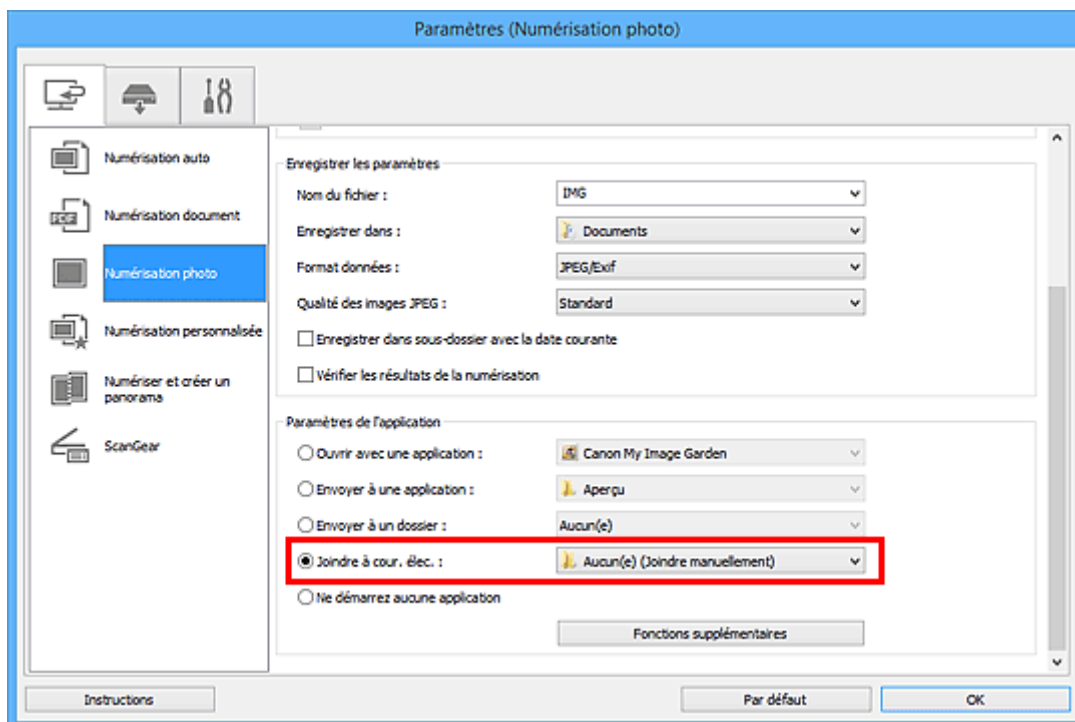 Paramètres (Numérisation photo)
Numérisation auto
PDF
Numérisation document
Numérisation photo
Numérisation personnalisée
Numériser et créer un
panorama
ScanGear
Enregistrer les paramètres
Nom du fichier : IMG
Enregistrer dans : Documents
Format données : JPEG/Exif
Qualité des images JPEG : Standard
Enregistrer dans sous-dossier avec la date courante
Vérifier les résultats de la numérisation
Paramètres de l'application
Ouvrir avec une application : Canon My Image Garden
Envoyer à une application : Aperçu
Envoyer à un dossier : Aucun(e)
Joindre à cour. élec. : Aucun(e) (Joindre manuellement)
Ne démarrez aucune application
Fonctions supplémentaires
Instructions
Par défaut
OK